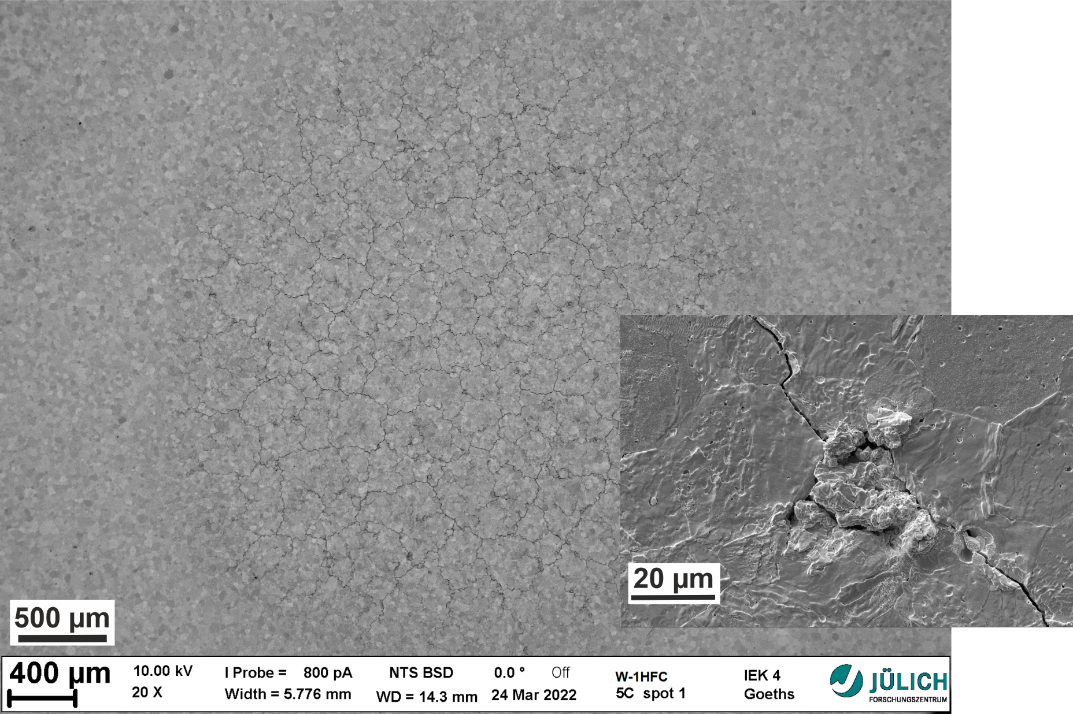 20 µm
500 µm
400 µm
10.00 kV
20 X
I Probe = 800 pA
Width = 5.776 mm
NTS BSD
WD = 14.3 mm
0.0 ° Off
24 Mar 2022
W-1HFC
5C spot 1
IEK 4
Goeths
JÜLICH
FORSCHUNGSZENTRUM